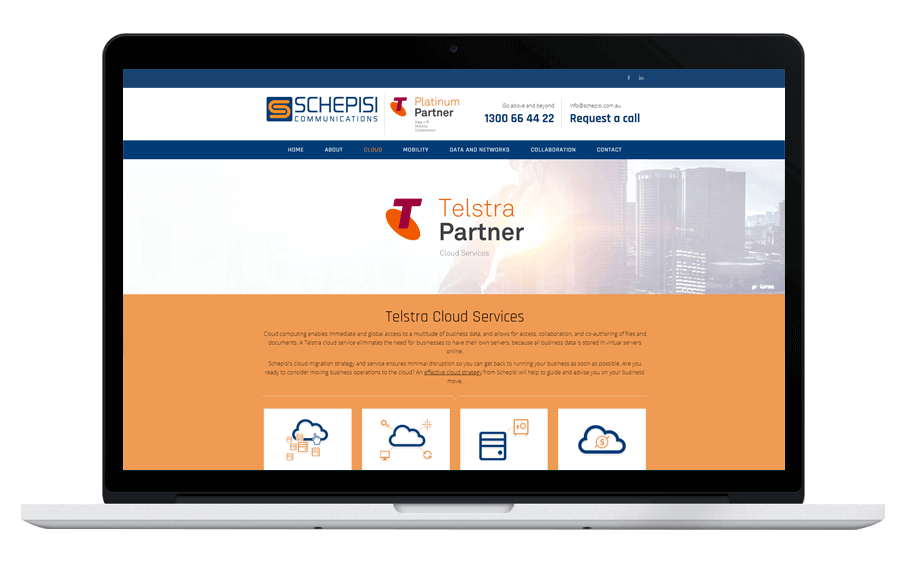 SCHEPISI
COMMUNICATIONS
Platinum
Partner
Data + IP
Mobility
Collaboration
Go above and beyond
1300 66 44 22
info@schepisi.com.au
Request a call
HOME ABOUT CLOUD MOBILITY DATA AND NETWORKS COLLABORATION CONTACT
Telstra
Partner
Cloud Services
Telstra Cloud Services
Cloud computing enables immediate and global access to a multitude of business data, and allows for access, collaboration, and co-authoring of files and
documents. A Telstra cloud service eliminates the need for businesses to have their own servers, because all business data is stored in virtual servers
online.
Schepisi's cloud migration strategy and service ensures minimal disruption so you can get back to running your business as soon as possible. Are you
ready to consider moving business operations to the cloud? An effective cloud strategy from Schepisi will help to guide and advise you on your business'
move.